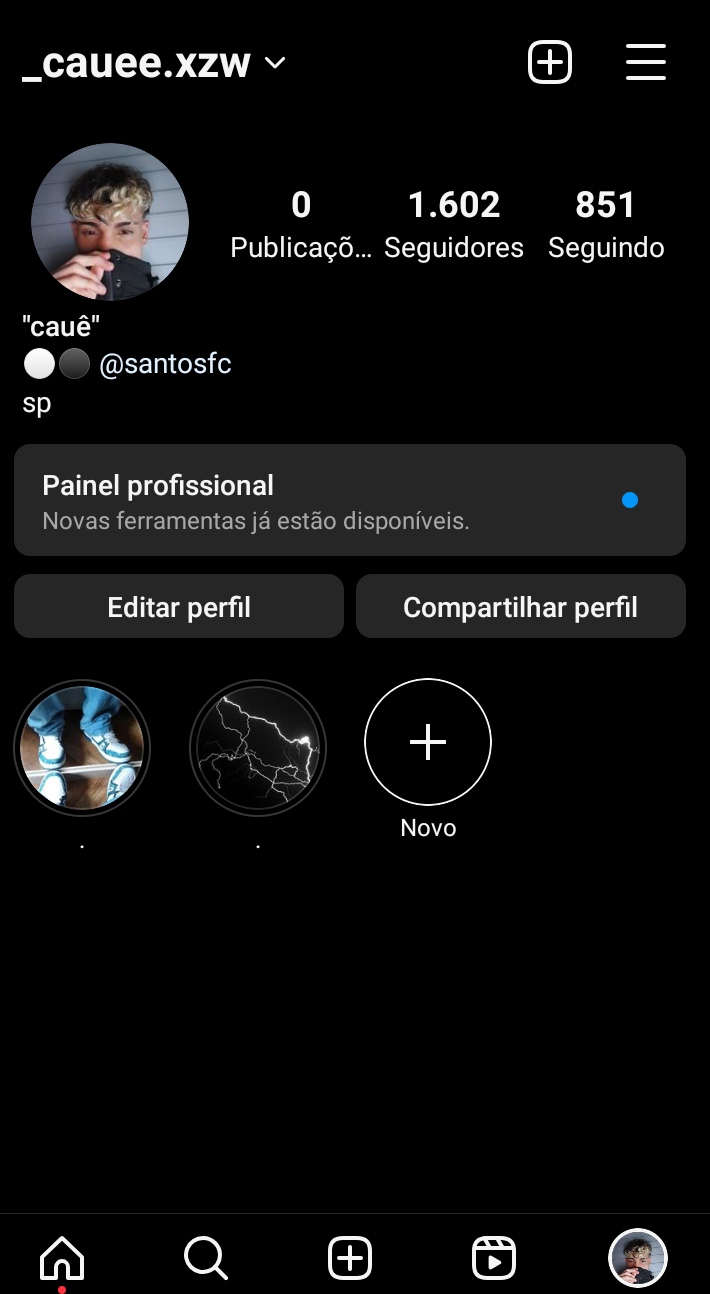 _cauee.xzw
0 1.602 851
Publicaçõ... Seguidores Seguindo
"cauê"
@santosfc
sp
Painel profissional
Novas ferramentas já estão disponíveis.
Editar perfil Compartilhar perfil
. . Novo